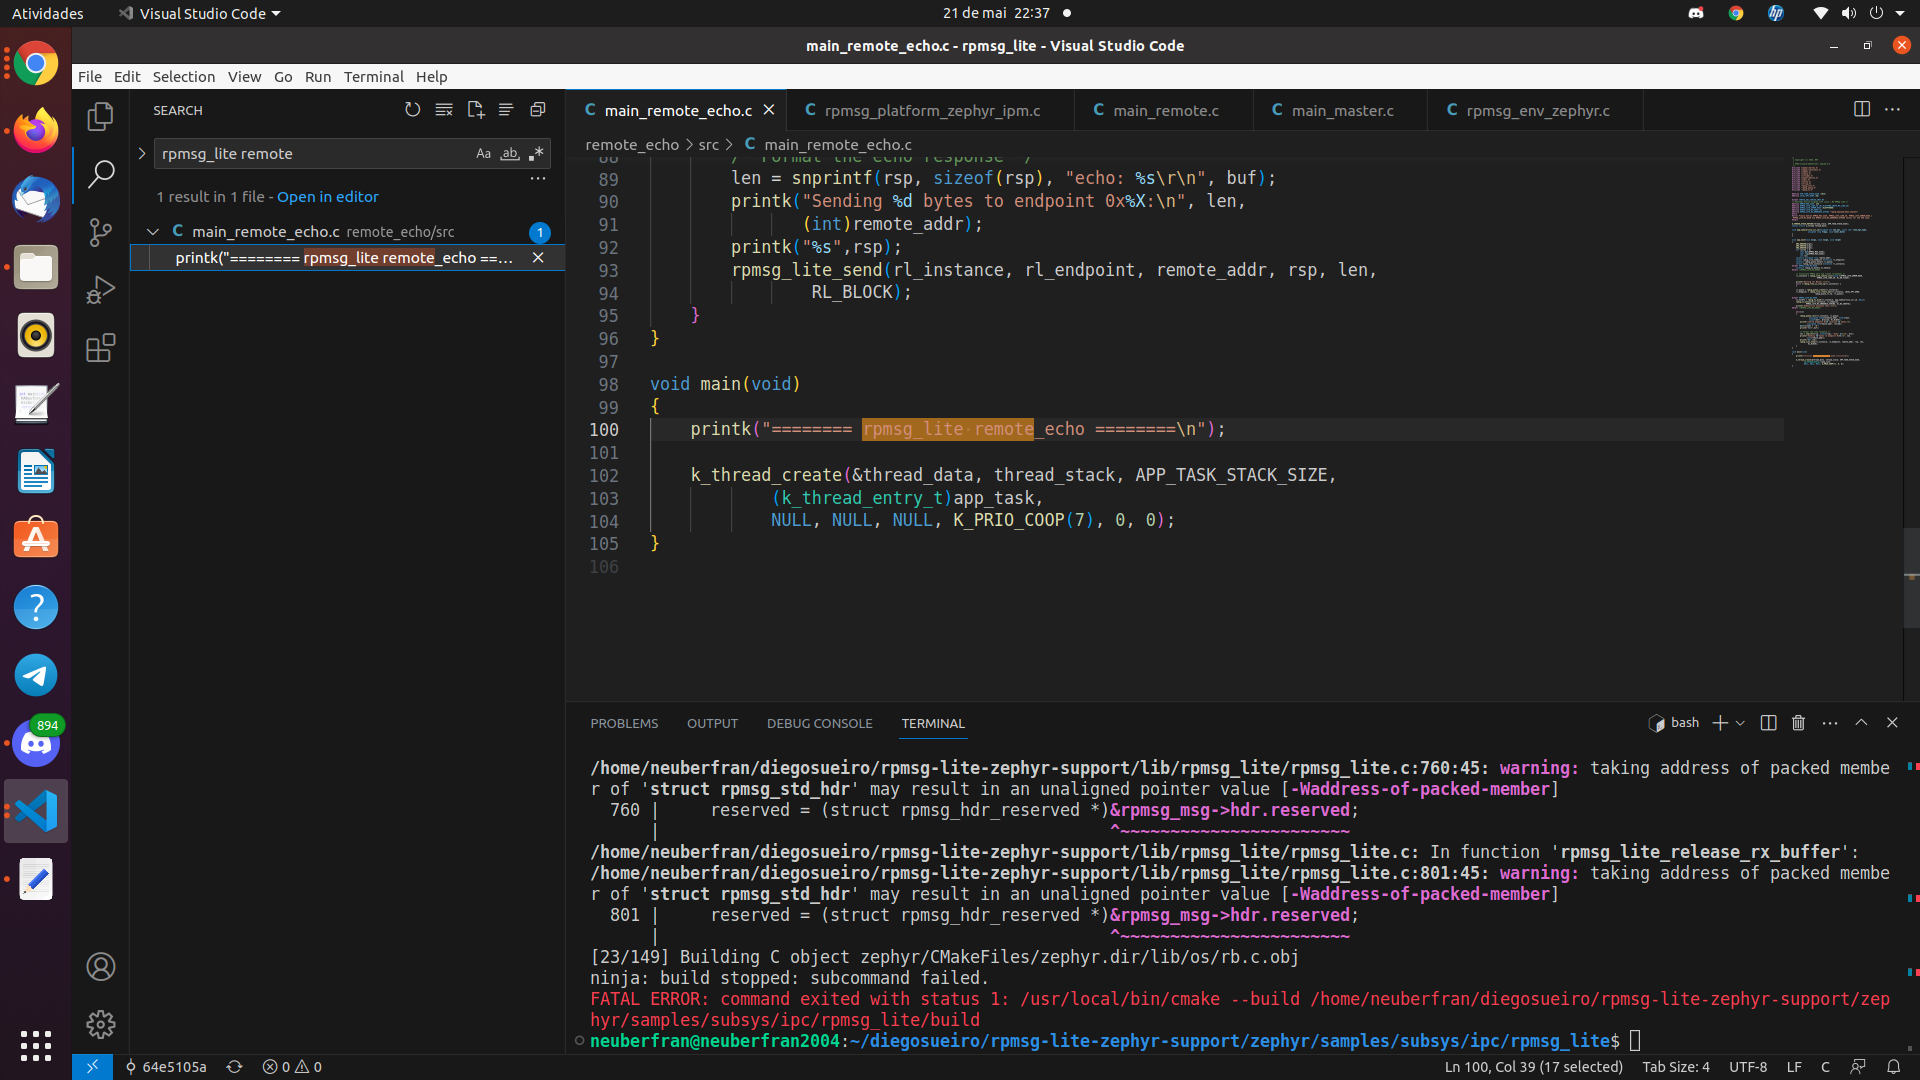 Atividades
Visual Studio Code
21 de mai 22:37
main_remote_echo.c - rpmsg_lite - Visual Studio Code
File Edit Selection View Go Run Terminal Help
SEARCH
rpmsg_lite remote
Aa ab
1 result in 1 file - Open in editor
main_remote_echo.c remote_echo/src 1
printk("======== rpmsg_lite remote_echo ==...
main_remote_echo.c
rpmsg_platform_zephyr_ipm.c
main_remote.c
main_master.c
rpmsg_env_zephyr.c
remote_echo > src > C main_remote_echo.c
88 /* Format the echo response */
89 len = snprintf(rsp, sizeof(rsp), "echo: %s\r\n", buf);
90 printk("Sending %d bytes to endpoint 0x%X:\n", len,
91 (int)remote_addr);
92 printk("%s",rsp);
93 rpmsg_lite_send(rl_instance, rl_endpoint, remote_addr, rsp, len,
94 RL_BLOCK);
95 }
96 }
97
98 void main(void)
99 {
100 printk("======== rpmsg_lite remote_echo ========\n");
101
102 k_thread_create(&thread_data, thread_stack, APP_TASK_STACK_SIZE,
103 (k_thread_entry_t)app_task,
104 NULL, NULL, NULL, K_PRIO_COOP(7), 0, 0);
105 }
106
PROBLEMS OUTPUT DEBUG CONSOLE TERMINAL
bash
/home/neuberfran/diegosueiro/rpmsg-lite-zephyr-support/lib/rpmsg_lite/rpmsg_lite.c:760:45: warning: taking address of packed membe
r of 'struct rpmsg_std_hdr' may result in an unaligned pointer value [-Waddress-of-packed-member]
760 | reserved = (struct rpmsg_hdr_reserved *)&rpmsg_msg->hdr.reserved;
| ^~~~~~~~~~~~~~~~~~~~~~~~
/home/neuberfran/diegosueiro/rpmsg-lite-zephyr-support/lib/rpmsg_lite/rpmsg_lite.c: In function 'rpmsg_lite_release_rx_buffer':
/home/neuberfran/diegosueiro/rpmsg-lite-zephyr-support/lib/rpmsg_lite/rpmsg_lite.c:801:45: warning: taking address of packed membe
r of 'struct rpmsg_std_hdr' may result in an unaligned pointer value [-Waddress-of-packed-member]
801 | reserved = (struct rpmsg_hdr_reserved *)&rpmsg_msg->hdr.reserved;
| ^~~~~~~~~~~~~~~~~~~~~~~~
[23/149] Building C object zephyr/CMakeFiles/zephyr.dir/lib/os/rb.c.obj
ninja: build stopped: subcommand failed.
FATAL ERROR: command exited with status 1: /usr/local/bin/cmake --build /home/neuberfran/diegosueiro/rpmsg-lite-zephyr-support/zep
hyr/samples/subsys/ipc/rpmsg_lite/build
neuberfran@neuberfran2004:~/diegosueiro/rpmsg-lite-zephyr-support/zephyr/samples/subsys/ipc/rpmsg_lite$
894
64e5105a
0 0
Ln 100, Col 39 (17 selected)
Tab Size: 4
UTF-8
LF
C